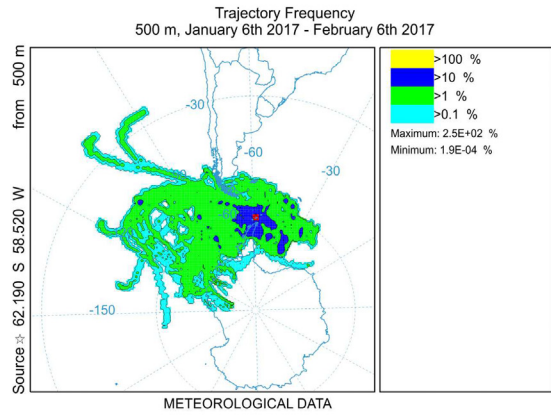 Trajectory Frequency
500 m, January 6th 2017 - February 6th 2017
Source ☆ 62.190 S 58.520 W from 500 m
>100 %
>10 %
>1 %
>0.1 %
Maximum: 2.5E+02 %
Minimum: 1.9E-04 %
-30
-60
-30
-150
METEOROLOGICAL DATA